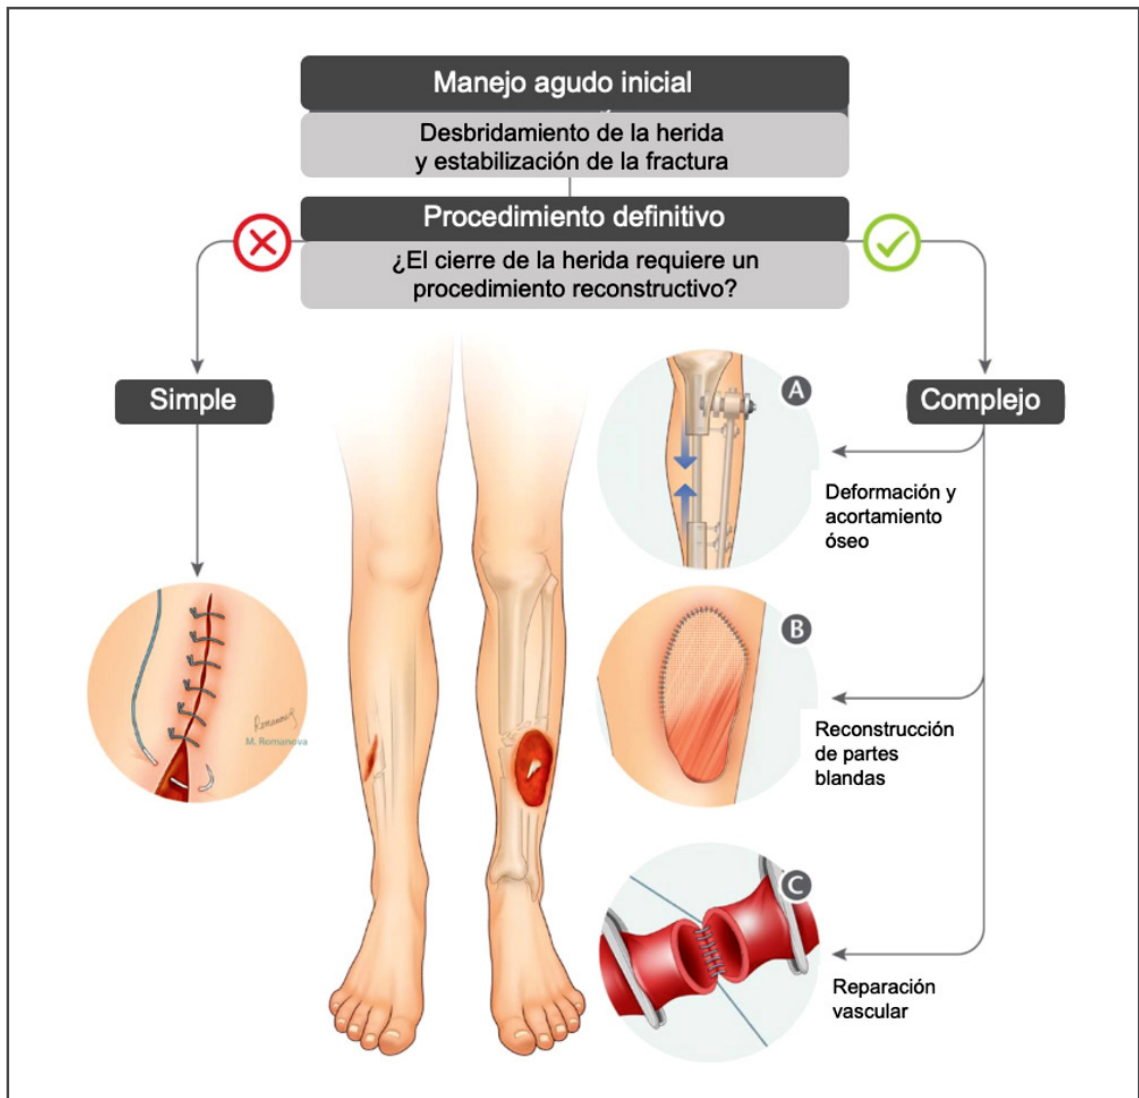 Manejo agudo inicial
Desbridamiento de la herida
y estabilización de la fractura
Procedimiento definitivo
¿El cierre de la herida requiere un
procedimiento reconstructivo?
Simple
Romanova
M. Romanova
A
Complejo
Deformación y
acortamiento
óseo
B
Reconstrucción
de partes
blandas
C
Reparación
vascular